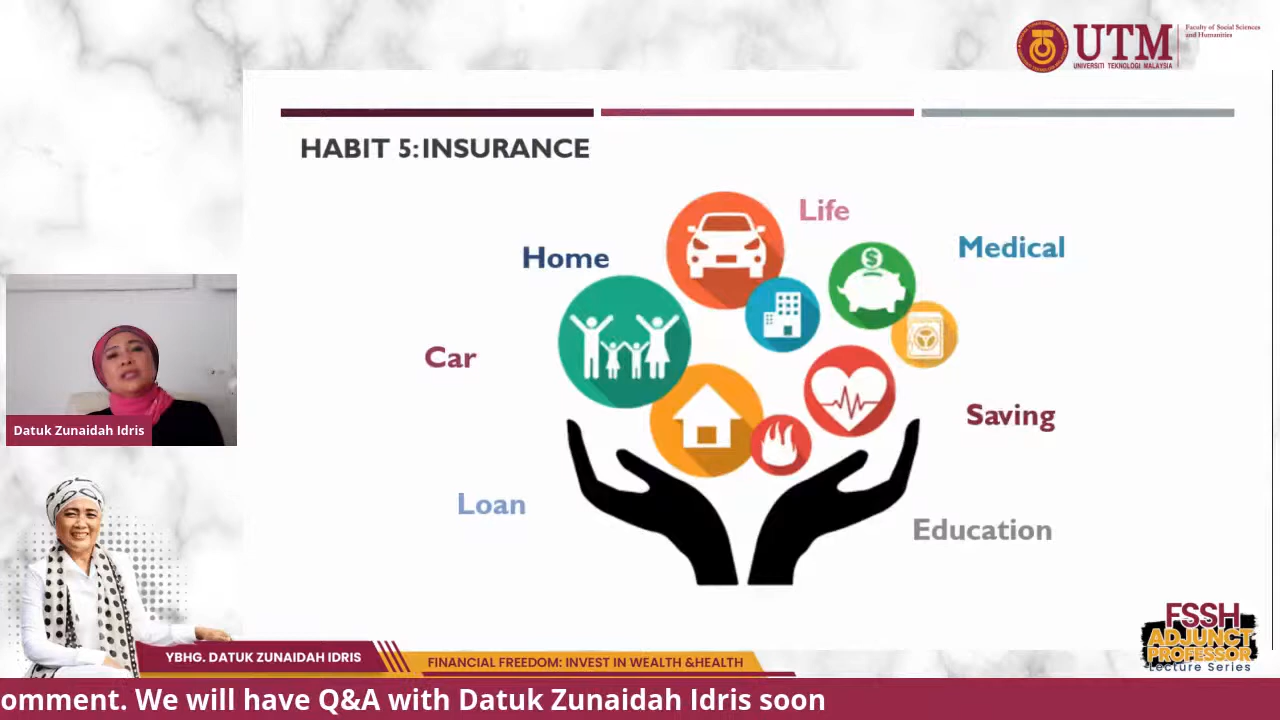 UTM
UNIVERSITI TEKNOLOGI MALAYSIA
Faculty of Social Sciences
and Humanities
HABIT 5: INSURANCE
Life
Medical
Home
$
Car
Saving
Loan
Education
Datuk Zunaidah Idris
YBHG. DATUK ZUNAIDAH IDRIS
FINANCIAL FREEDOM: INVEST IN WEALTH &HEALTH
FSSH
ADJUNCT
PROFESSOR
Lecture Series
omment. We will have Q&A with Datuk Zunaidah Idris soon